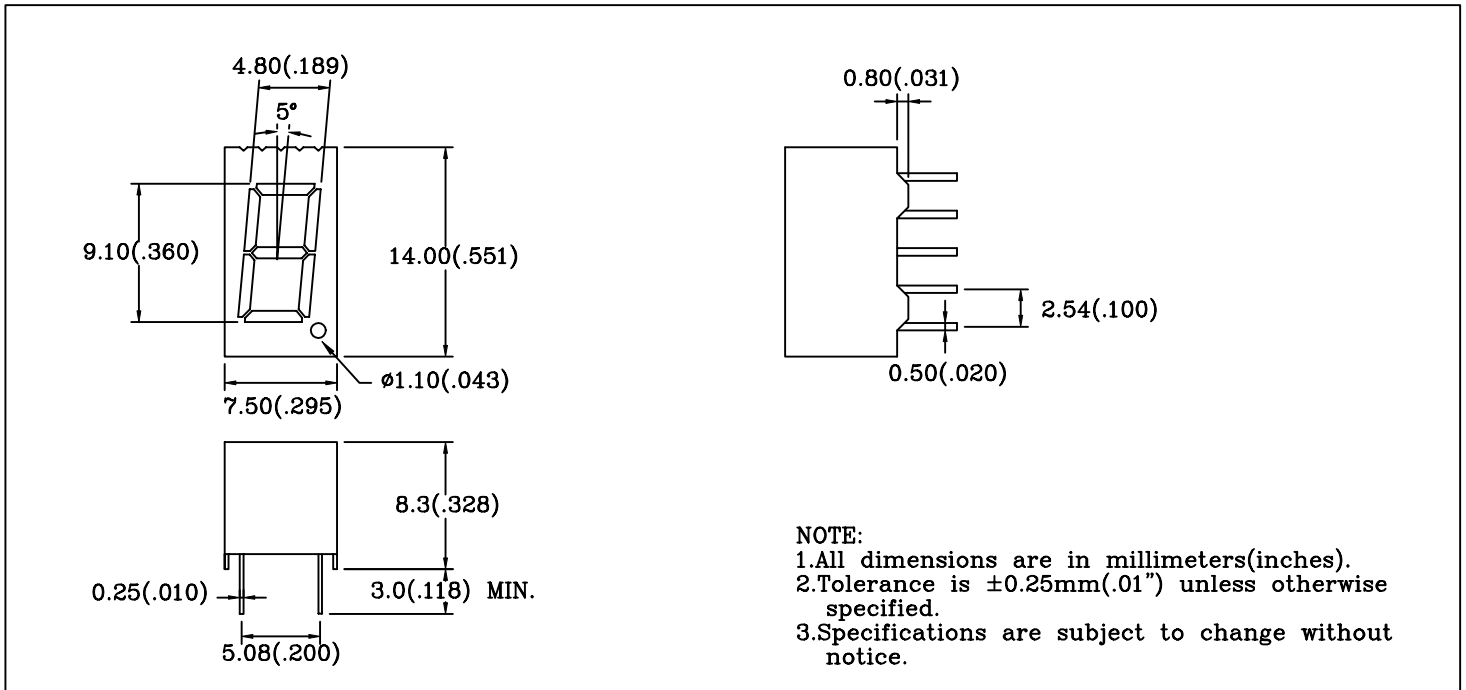 4.80(.189)
5°
9.10(.360)
14.00(.551)
ø1.10(.043)
7.50(.295)
0.80(.031)
2.54(.100)
0.50(.020)
8.3(.328)
0.25(.010)
3.0(.118) MIN.
5.08(.200)
NOTE:
1.All dimensions are in millimeters(inches).
2.Tolerance is ±0.25mm(.01”) unless otherwise
specified.
3.Specifications are subject to change without
notice.